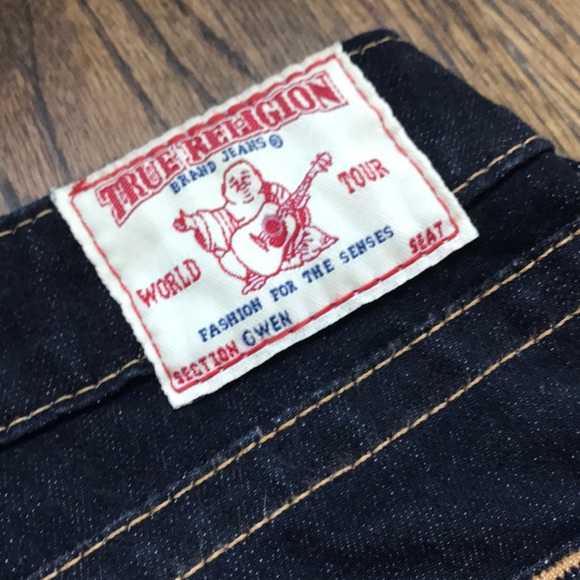 TRUE RELIGION
BRAND JEANS®
WORLD TOUR
FASHION FOR THE SENSES
SECTION GWEN SEAT